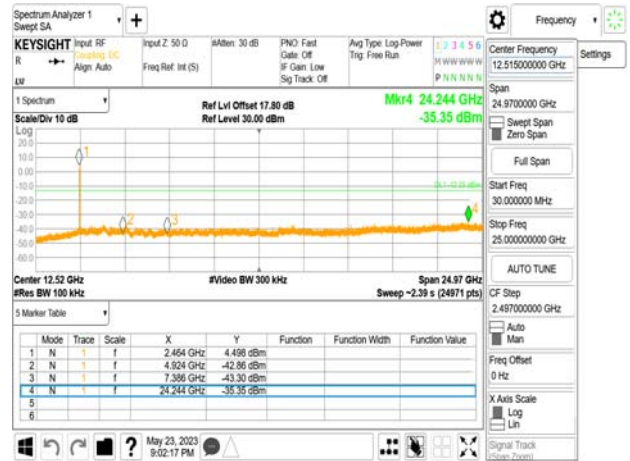 Spectrum Analyzer 1
Swept SA
Frequency
KEYSIGHT Input: RF Input Z: 50 Ω #Atten: 30 dB PNO: Fast Avg Type: Log-Power 1 2 3 4 5 6
R Coupling: DC Gate: Off Trig: Free Run M W W W W W
Align: Auto Freq Ref: Int (S) IF Gain: Low P N N N N N
Sig Track: Off
LW
1 Spectrum Ref Lvl Offset 17.80 dB Mkr4 24.244 GHz
Scale/Div 10 dB Ref Level 30.00 dBm -35.35 dBm
Log
20.0
10.0
0.00
-10.0
-20.0
-30.0
-40.0
-50.0
-60.0
1
2
3
4
Center 12.52 GHz #Video BW 300 kHz Span 24.97 GHz
#Res BW 100 kHz Sweep ~2.39 s (24971 pts)
5 Marker Table
Mode Trace Scale X Y Function Function Width Function Value
1 N 1 f 2.464 GHz 4.498 dBm
2 N 1 f 4.924 GHz -42.86 dBm
3 N 1 f 7.386 GHz -43.30 dBm
4 N 1 f 24.244 GHz -35.35 dBm
5
6
May 23, 2023
9:02:17 PM
Settings
Center Frequency
12.515000000 GHz
Span
24.9700000 GHz
Swept Span
Zero Span
Full Span
Start Freq
30.000000 MHz
Stop Freq
25.000000000 GHz
AUTO TUNE
CF Step
2.497000000 GHz
Auto
Man
Freq Offset
0 Hz
X Axis Scale
Log
Lin
Signal Track
(Span Zoom)